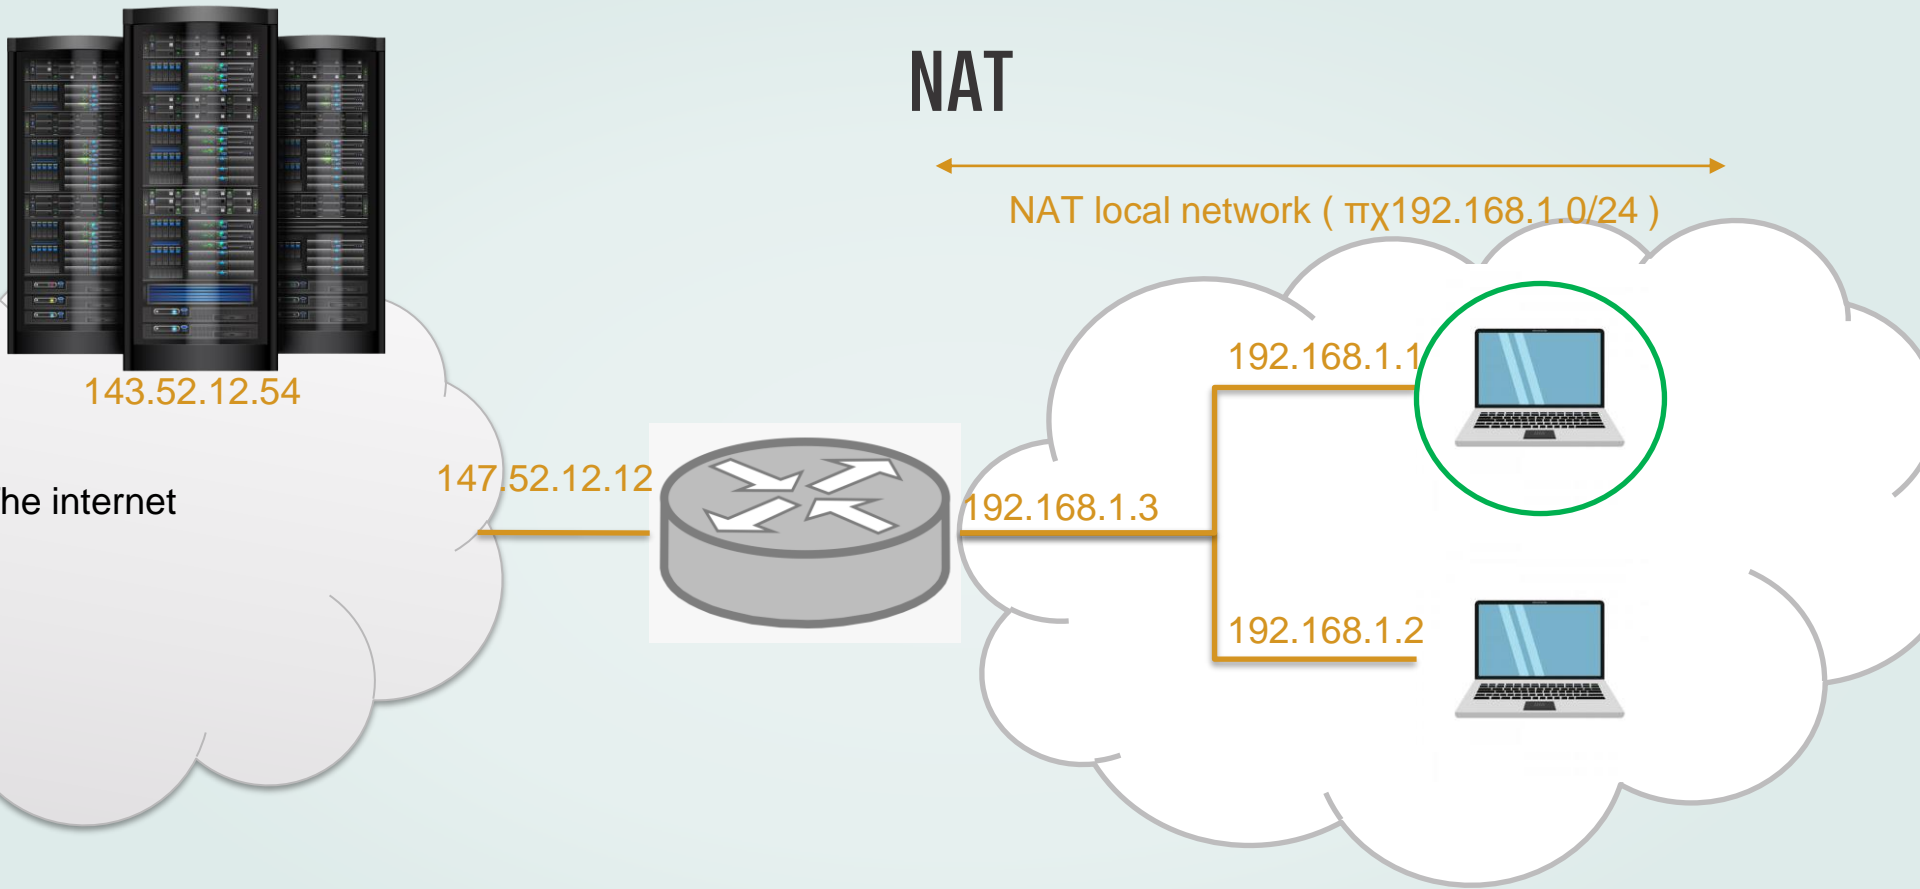 NAT
NAT local network ( πχ192.168.1.0/24 )
192.168.1.1
143.52.12.54
147.52.12.12
he internet
192.168.1.3
192.168.1.2